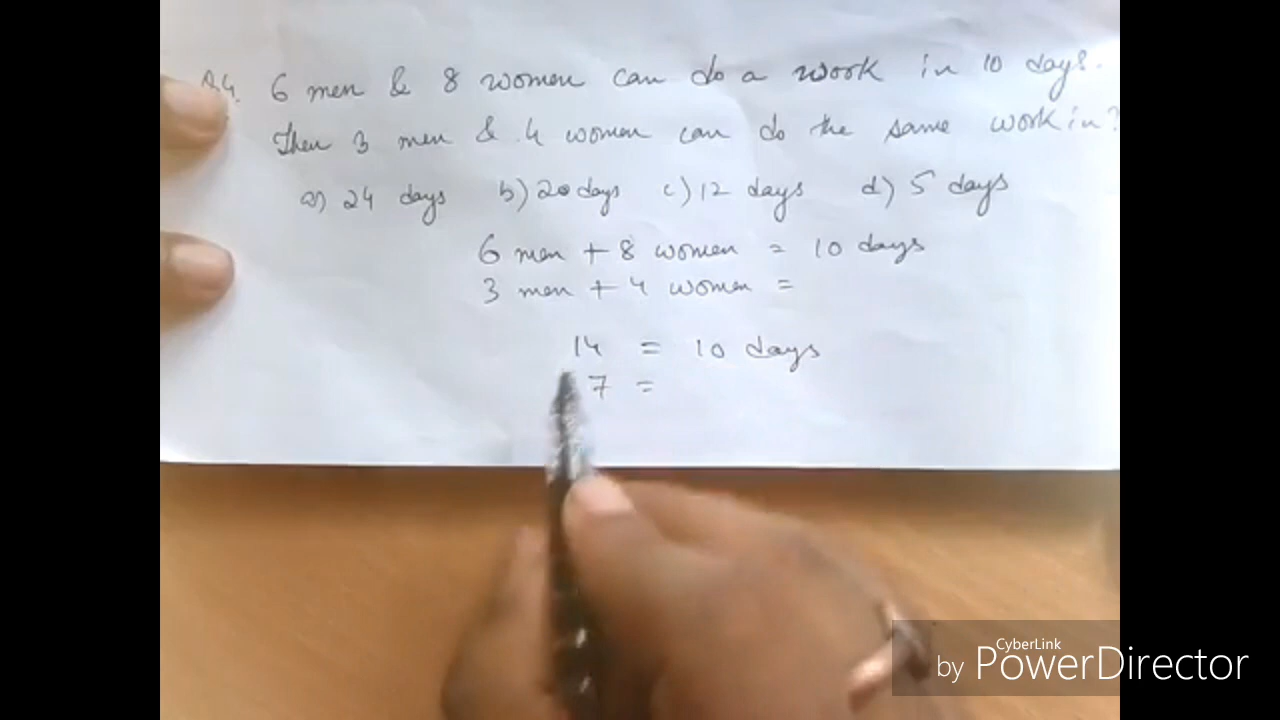 Q4. 6 men & 8 women can do a work in 10 days.
Then 3 men & 4 women can do the same work in?
a) 24 days b) 20 days c) 12 days d) 5 days
6 men + 8 women = 10 days
3 men + 4 women =
14 = 10 days
7 =
CyberLink
by PowerDirector